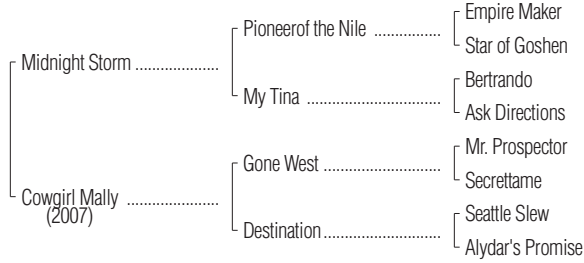 Empire Maker
Pioneerof the Nile ................
Star of Goshen
Midnight Storm .....................
Bertrando
My Tina ...........................
Ask Directions
Mr. Prospector
Gone West .......................
Secrettame
Cowgirl Mally .......................
(2007)
Seattle Slew
Destination.......................
Alydar's Promise